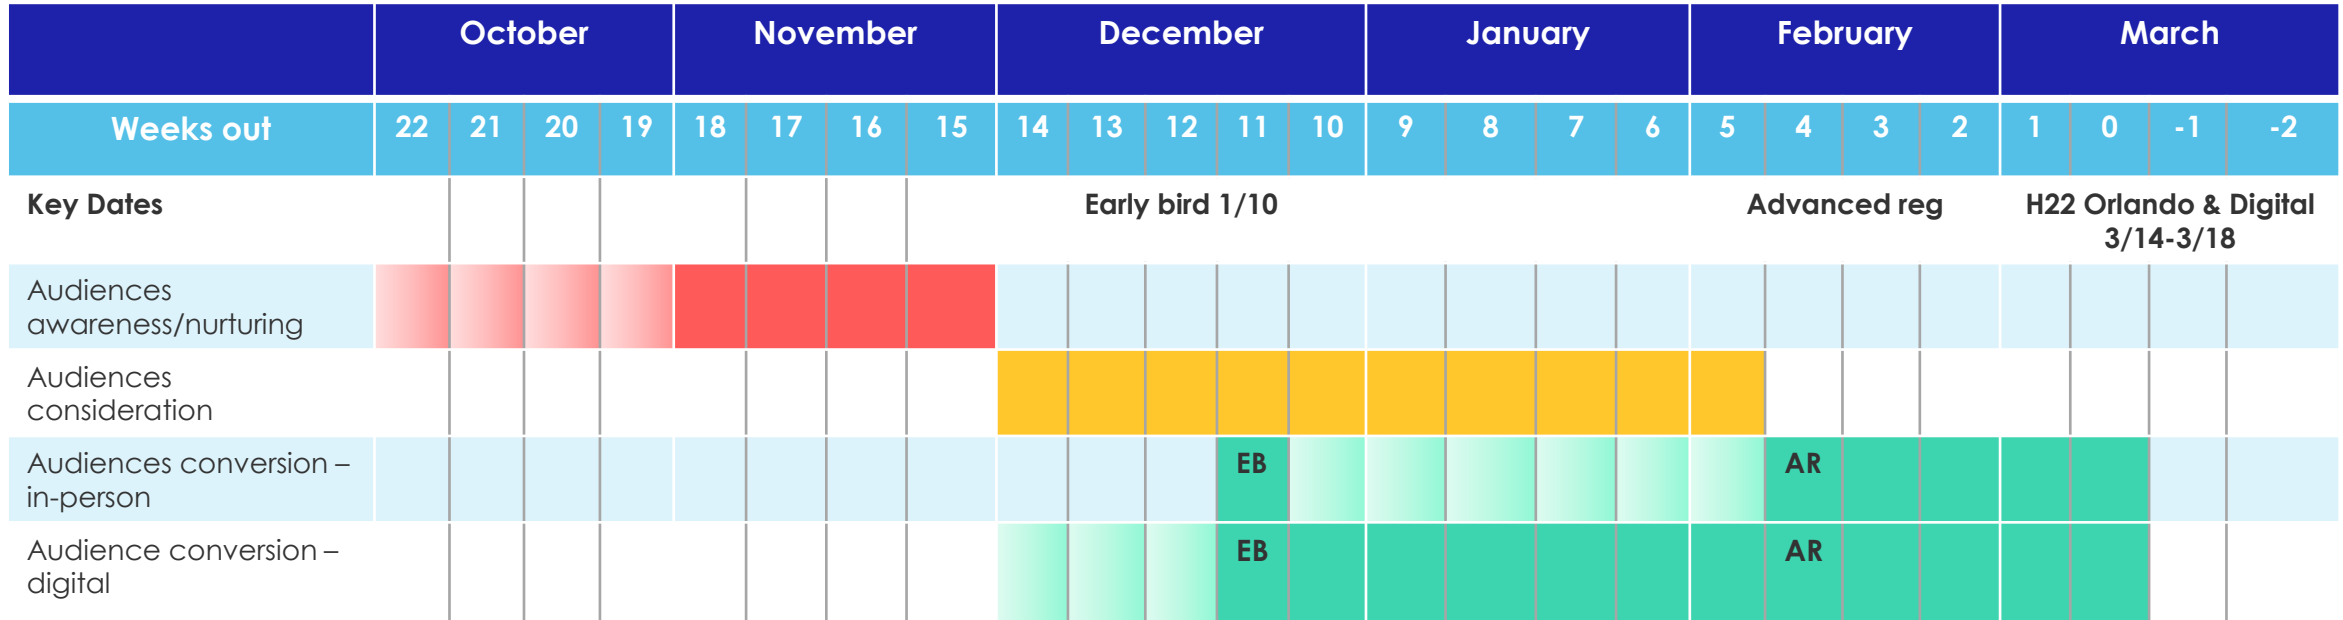 October November December January February March
Weeks out 22 21 20 19 18 17 16 15 14 13 12 11 10 9 8 7 6 5 4 3 2 1 0 -1 -2
Key Dates Early bird 1/10 Advanced reg H22 Orlando & Digital
3/14-3/18
Audiences
awareness/nurturing
Audiences
consideration
Audiences conversion –
in-person
EB AR
Audience conversion –
digital
EB AR